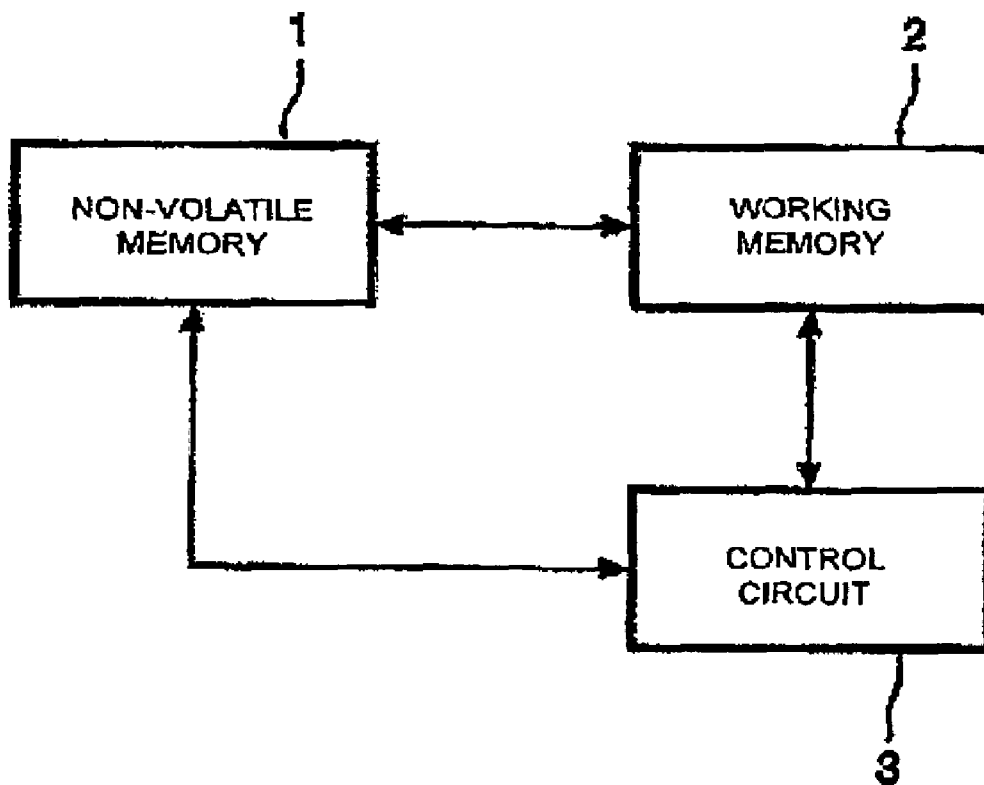 1
2
NON-VOLATILE
MEMORY
WORKING
MEMORY
CONTROL
CIRCUIT
3